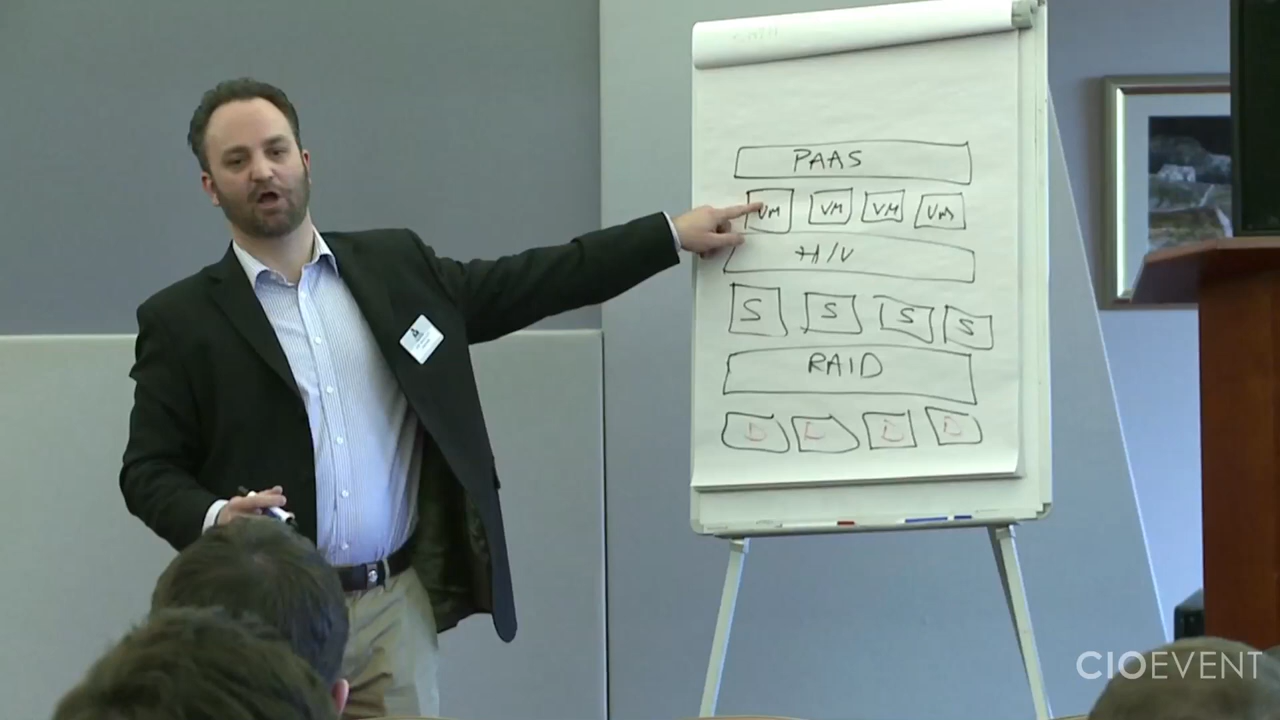 PAAS
VM VM VM VM
H/V
S S S S
RAID
D D D D
CIOEVENT